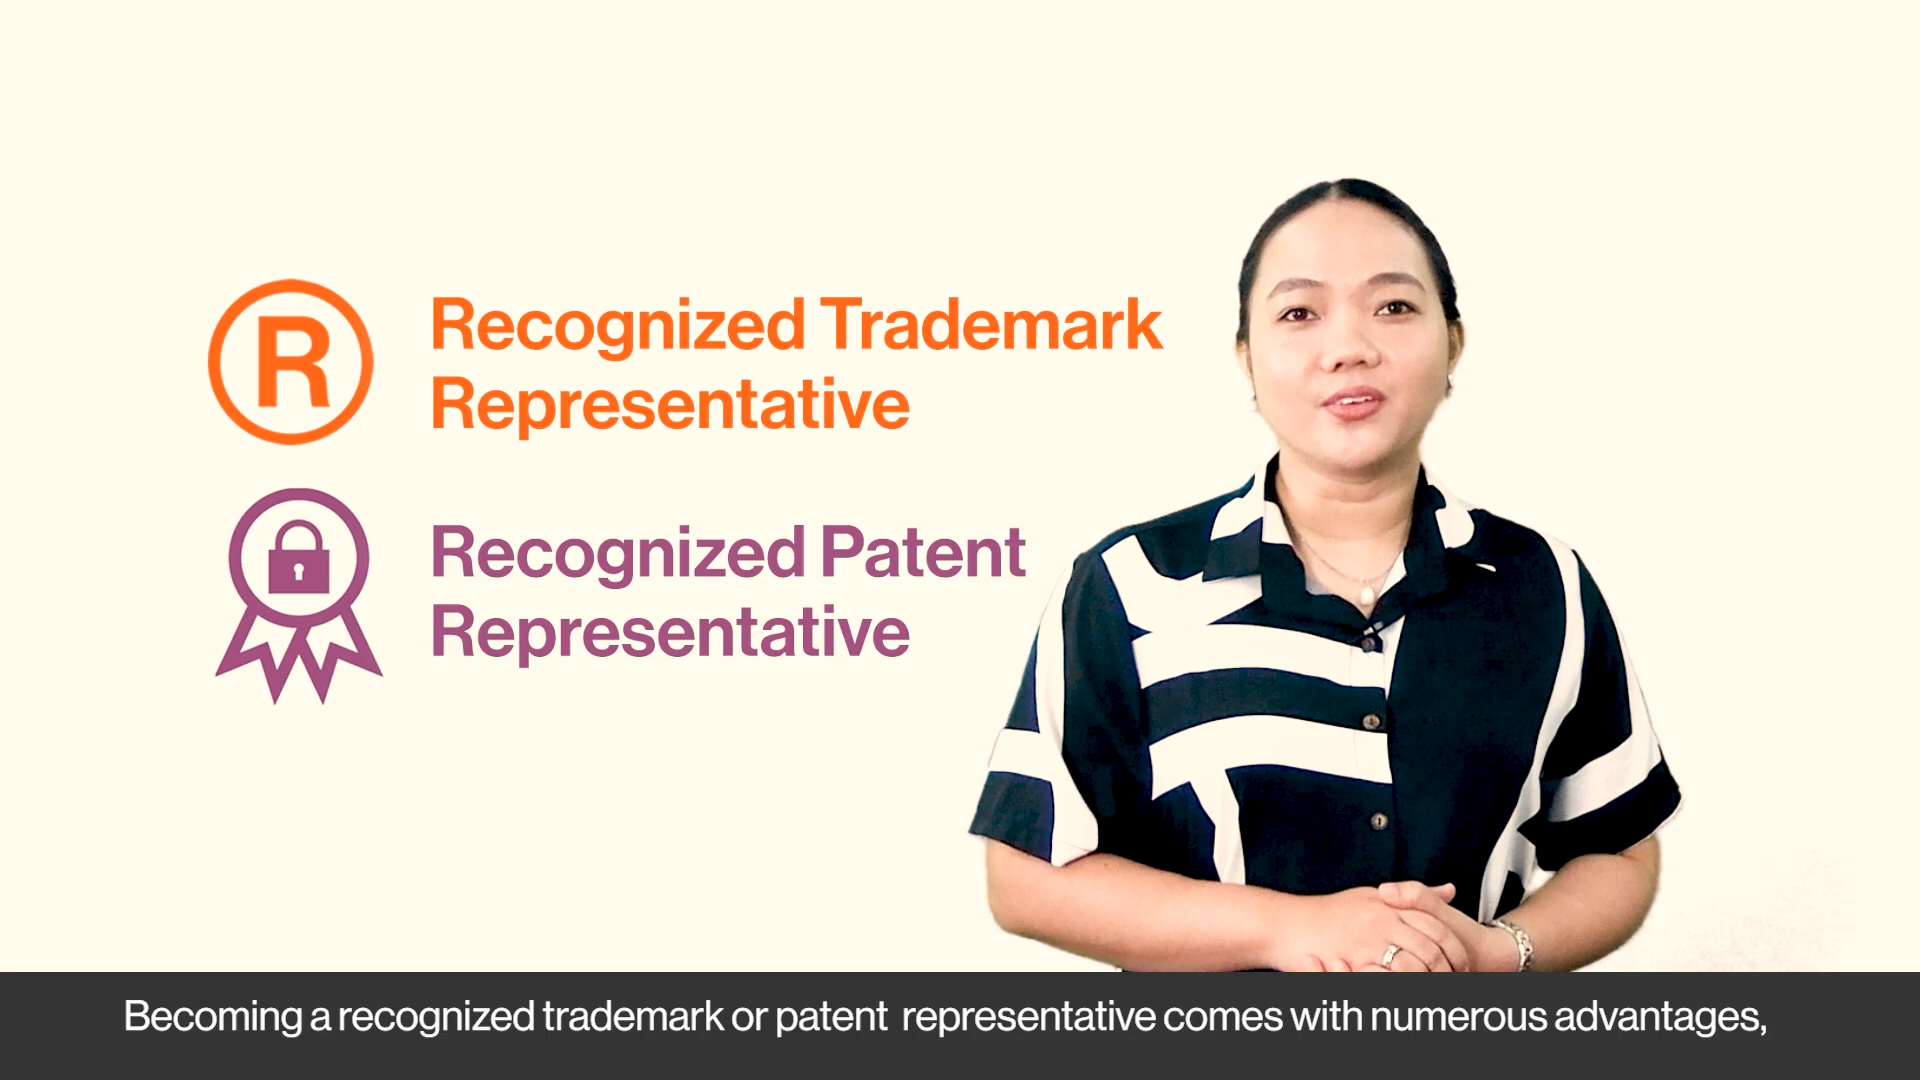 R
Recognized Trademark
Representative
Recognized Patent
Representative
Becoming a recognized trademark or patent representative comes with numerous advantages,